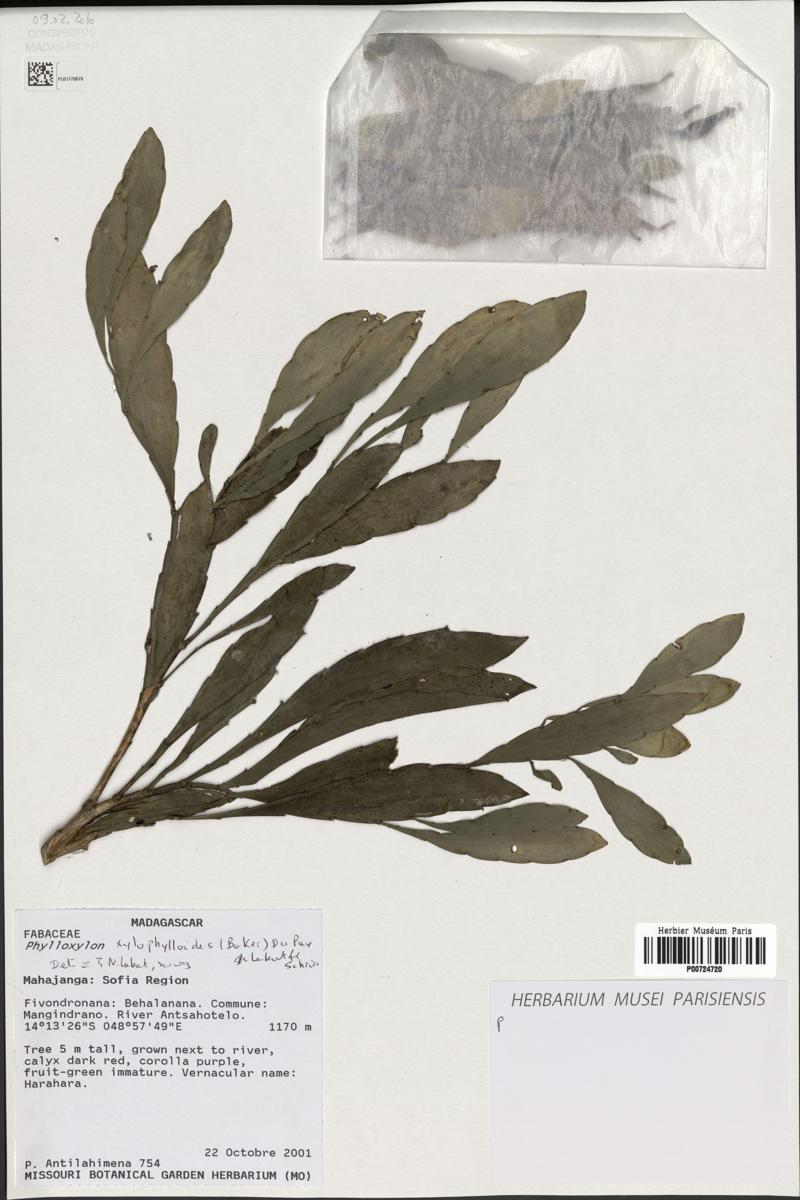 09.02.2010
CONSPECTUS
MADAGASCAR
PLD1770579
MADAGASCAR
FABACEAE
Phylloxylon xylophylloides (Baker) Du Puy
Det = J.N. Labat, 2009 & Labat
Mahajanga: Sofia Region
Fivondronana: Behalanana. Commune:
Mangindrano. River Antsahotelo.
14°13'26"S 048°57'49"E 1170 m
Tree 5 m tall, grown next to river,
calyx dark red, corolla purple,
fruit-green immature. Vernacular name:
Harahara.
22 Octobre 2001
P. Antilahimena 754
MISSOURI BOTANICAL GARDEN HERBARIUM (MO)
Herbier Muséum Paris
P00724720
HERBARIUM MUSEI PARISIENSIS
P